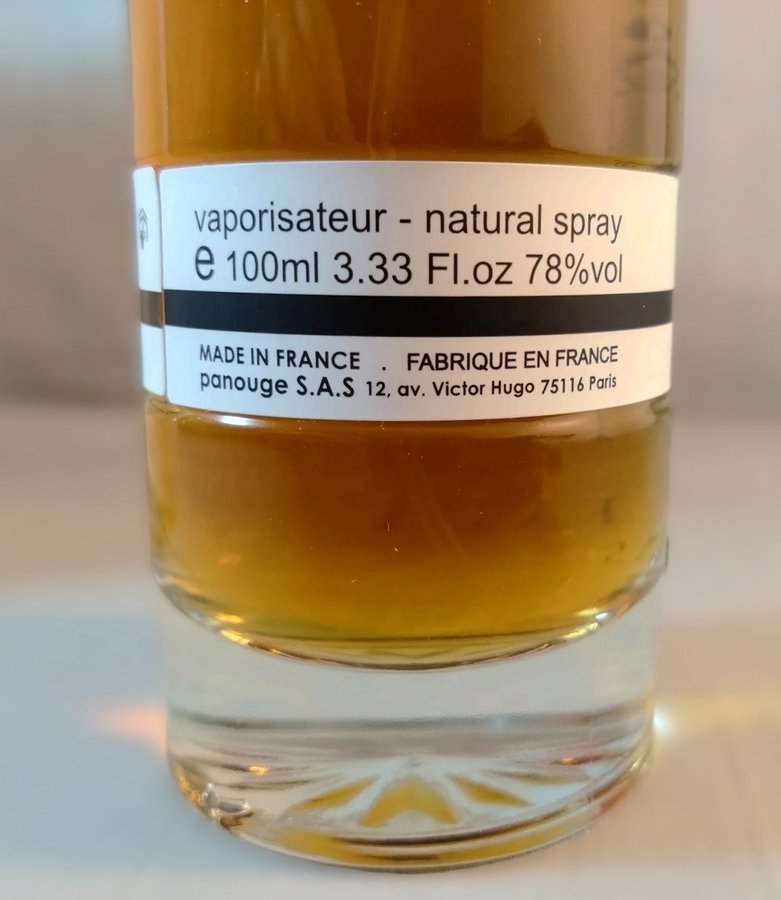 vaporisateur - natural spray
℮ 100ml 3.33 Fl.oz 78%vol
MADE IN FRANCE . FABRIQUE EN FRANCE
panouge S.A.S 12, av. Victor Hugo 75116 Paris